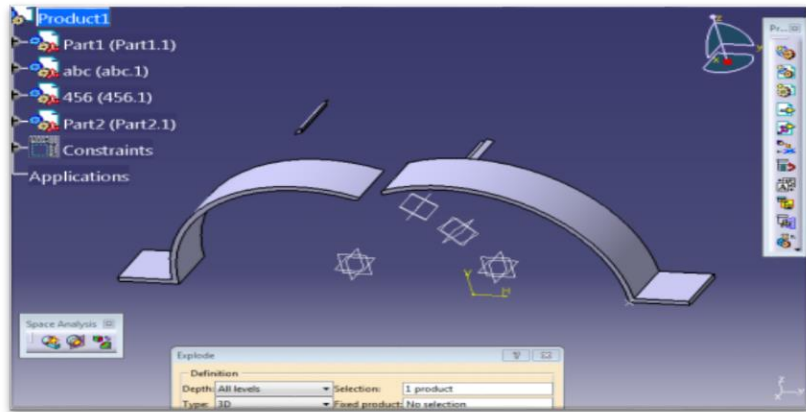 Product1
Part1 (Part1.1)
abc (abc.1)
456 (456.1)
Part2 (Part2.1)
Constraints
Applications
Pr...
z
y
x
Space Analysis
Explode
Definition
Depth: All levels Selection: 1 product
Type: 3D Fixed product: No selection